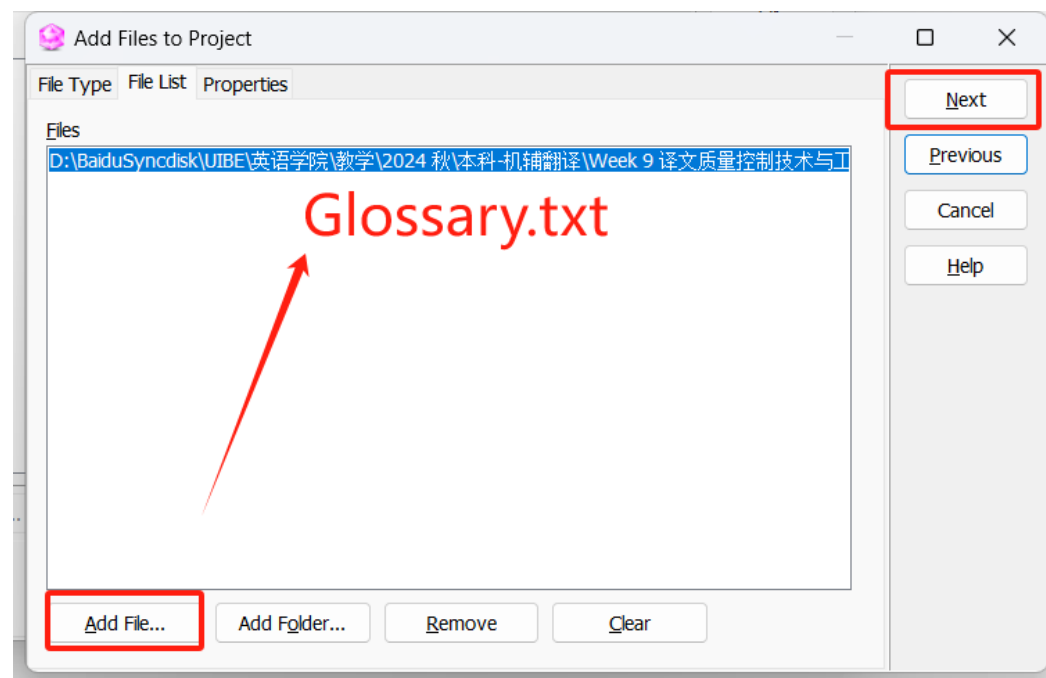 Add Files to Project
File Type File List Properties
Next
Files
D:\BaiduSyncdisk\UIBE\英语学院\教学\2024 秋\本科-机辅翻译\Week 9 译文质量控制技术与工
Previous
Glossary.txt
Cancel
Help
Add File... Add Folder... Remove Clear